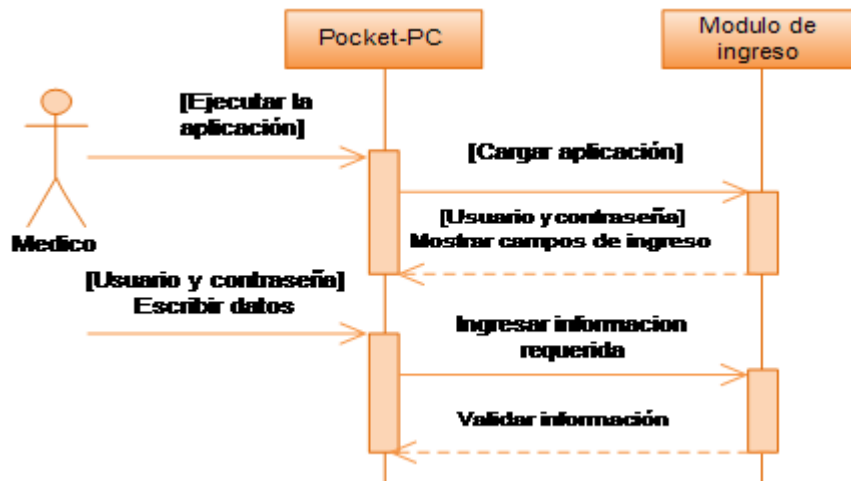 Pocket-PC
Modulo de
ingreso
[Ejecutar la
aplicación]
[Cargar aplicación]
[Usuario y contraseña]
Mostrar campos de ingreso
Medico
[Usuario y contraseña]
Escribir datos
Ingresar informacion
requerida
Validar información